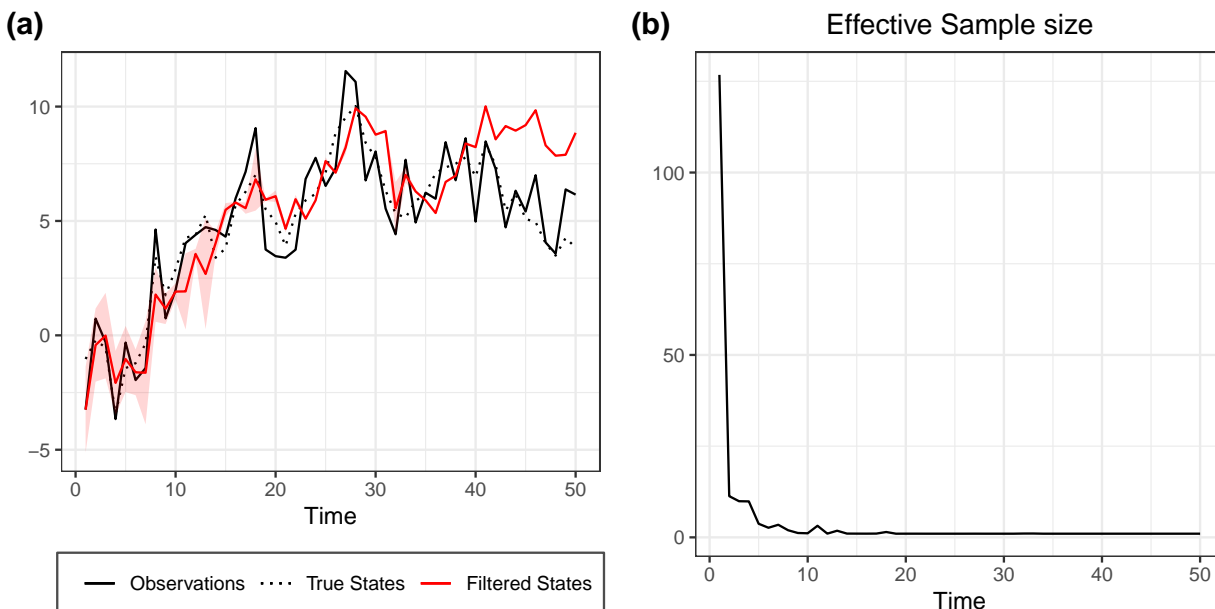 (a)
10
5
0
−5
0 10 20 30 40 50
Time
Observations True States Filtered States
(b)
Effective Sample size
100
50
0
0 10 20 30 40 50
Time